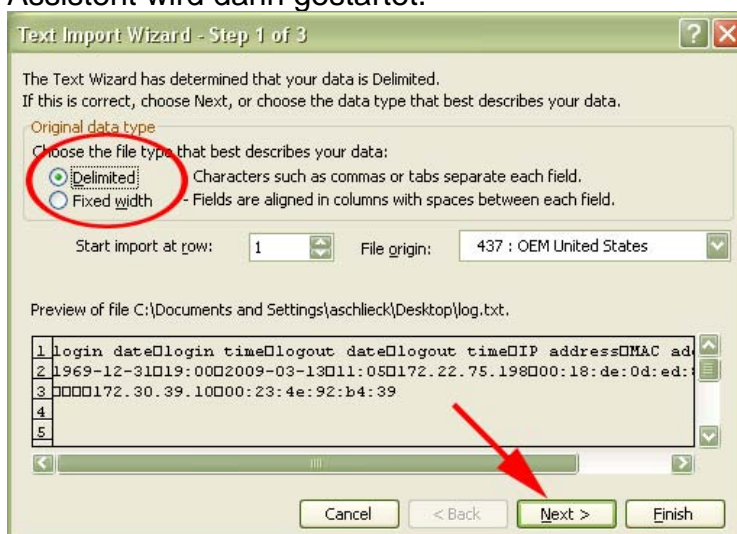 Assistent wird dann gestartet.
Text Import Wizard - Step 1 of 3
The Text Wizard has determined that your data is Delimited.
If this is correct, choose Next, or choose the data type that best describes your data.
Original data type
Choose the file type that best describes your data:
Delimited - Characters such as commas or tabs separate each field.
Fixed width - Fields are aligned in columns with spaces between each field.
Start import at row: 1 File origin: 437 : OEM United States
Preview of file C:\Documents and Settings\aschlieck\Desktop\log.txt.
1 login date□login time□logout date□logout time□IP address□MAC ad
2 1969-12-31□19:00□2009-03-13□11:05□172.22.75.198□00:18:de:0d:ed:
3 □□□□172.30.39.10□00:23:4e:92:b4:39
4
5
Cancel < Back Next > Finish